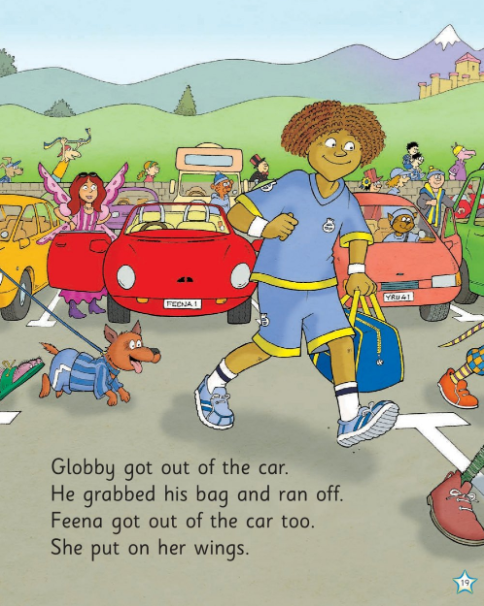 FEENA 1
Globby got out of the car.
He grabbed his bag and ran off.
Feena got out of the car too.
She put on her wings.
19